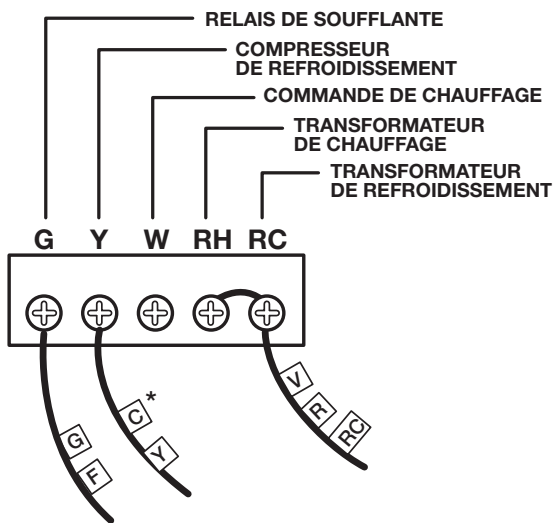 RELAIS DE SOUFFLANTE
COMPRESSEUR
DE REFROIDISSEMENT
COMMANDE DE CHAUFFAGE
TRANSFORMATEUR
DE CHAUFFAGE
TRANSFORMATEUR
DE REFROIDISSEMENT
G Y W RH RC
G
F
C*
Y
V
R
RC